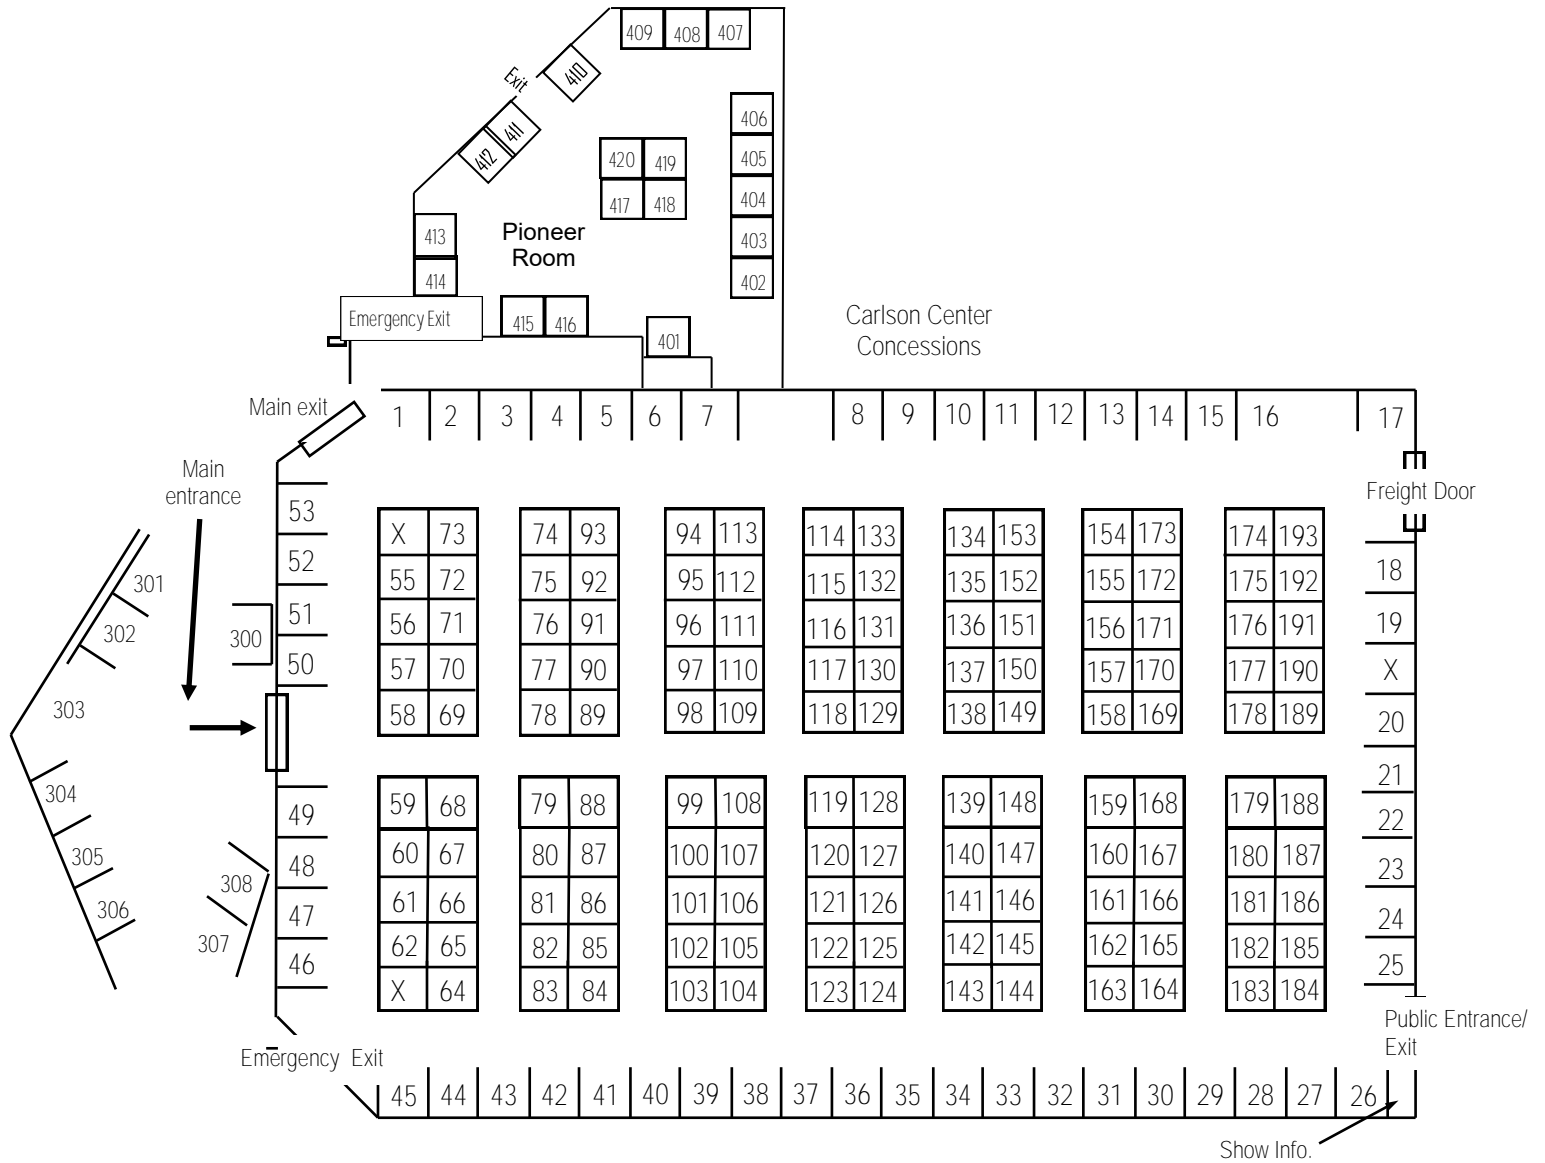 409 408 407
Exit 410
406
411
412
420 419 405
417 418 404
413 Pioneer 403
Room
414 402
Emergency Exit 415 416 401
Carlson Center
Concessions
Main exit
1 2 3 4 5 6 7 8 9 10 11 12 13 14 15 16 17
Main
entrance
Freight Door
53 X 73 74 93 94 113 114 133 134 153 154 173 174 193
301 52 55 72 75 92 95 112 115 132 135 152 155 172 175 192 18
302 300 51 56 71 76 91 96 111 116 131 136 151 156 171 176 191 19
50 57 70 77 90 97 110 117 130 137 150 157 170 177 190 X
303 58 69 78 89 98 109 118 129 138 149 158 169 178 189 20
21
304 49 59 68 79 88 99 108 119 128 139 148 159 168 179 188 22
305 48 60 67 80 87 100 107 120 127 140 147 160 167 180 187 23
308
306 47 61 66 81 86 101 106 121 126 141 146 161 166 181 186 24
307 46 62 65 82 85 102 105 122 125 142 145 162 165 182 185 25
X 64 83 84 103 104 123 124 143 144 163 164 183 184
Public Entrance/
Exit
Emergency Exit
45 44 43 42 41 40 39 38 37 36 35 34 33 32 31 30 29 28 27 26
Show Info.